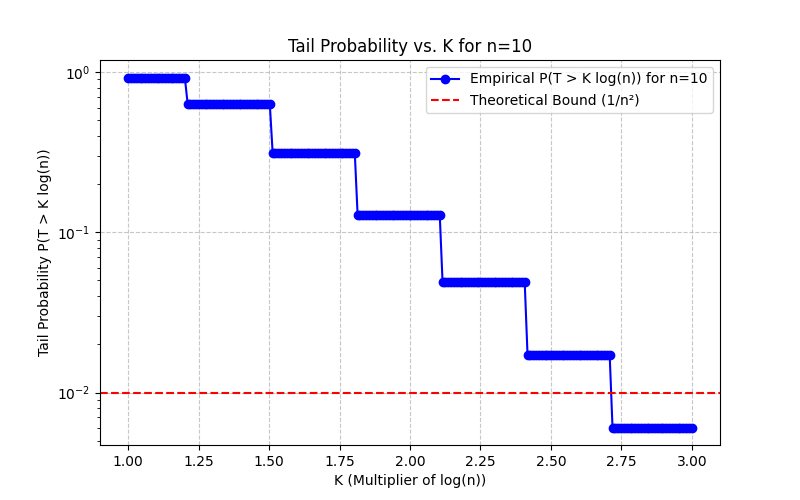 Tail Probability vs. K for n=10
Empirical P(T > K log(n)) for n=10
Theoretical Bound (1/n²)
Tail Probability P(T > K log(n))
10⁰
10⁻¹
10⁻²
1.00 1.25 1.50 1.75 2.00 2.25 2.50 2.75 3.00
K (Multiplier of log(n))